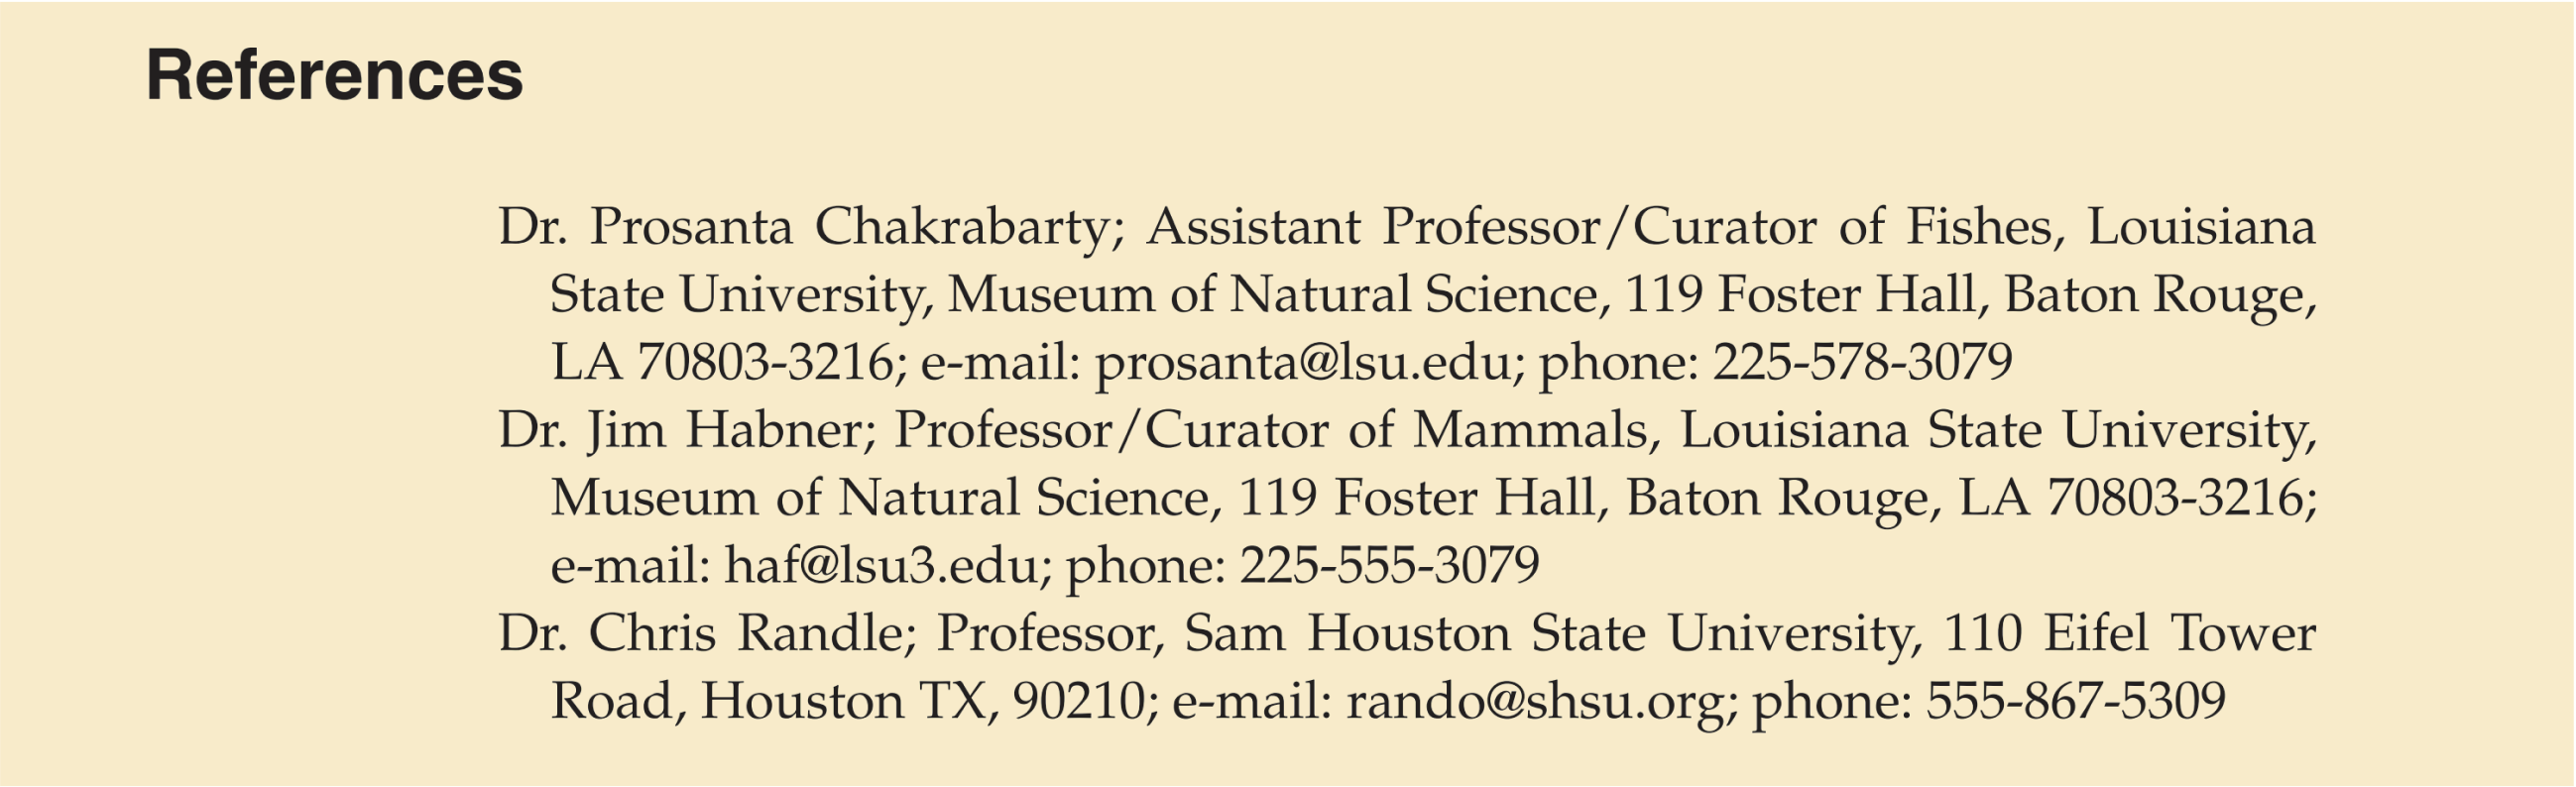 References
Dr. Prosanta Chakrabarty; Assistant Professor/Curator of Fishes, Louisiana
State University, Museum of Natural Science, 119 Foster Hall, Baton Rouge,
LA 70803-3216; e-mail: prosanta@lsu.edu; phone: 225-578-3079
Dr. Jim Habner; Professor/Curator of Mammals, Louisiana State University,
Museum of Natural Science, 119 Foster Hall, Baton Rouge, LA 70803-3216;
e-mail: haf@lsu3.edu; phone: 225-555-3079
Dr. Chris Randle; Professor, Sam Houston State University, 110 Eifel Tower
Road, Houston TX, 90210; e-mail: rando@shsu.org; phone: 555-867-5309